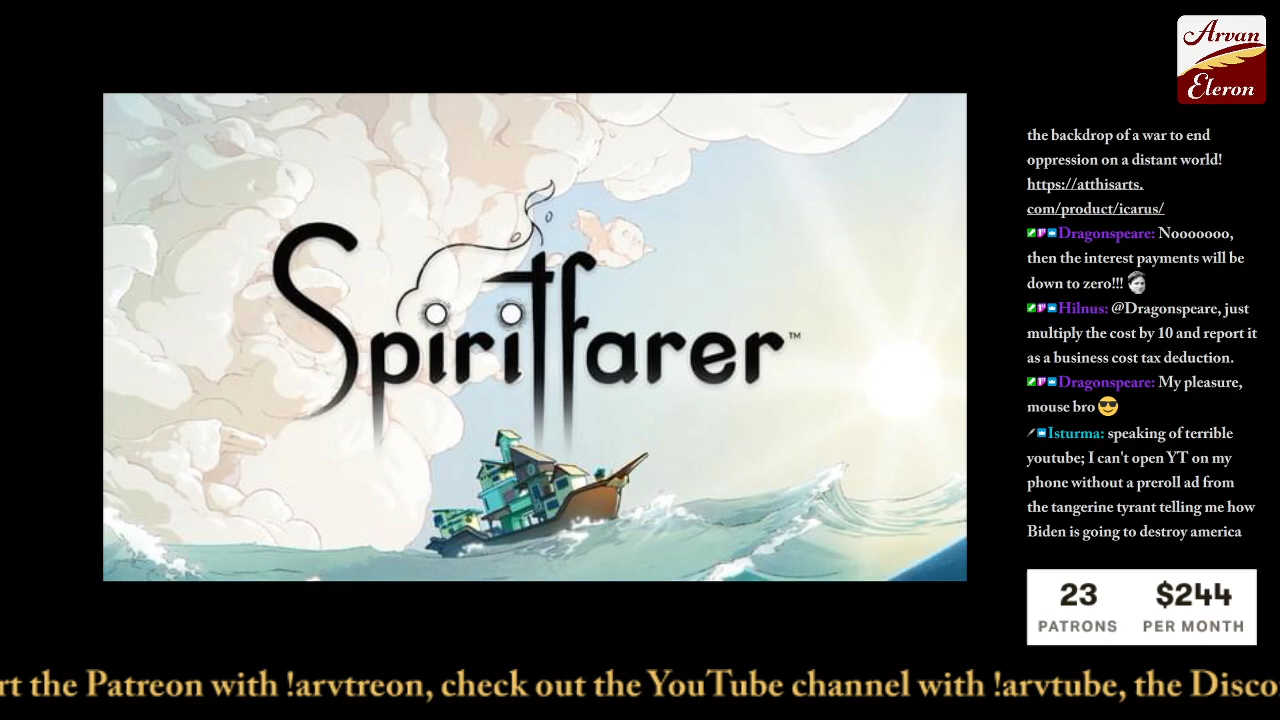 Arvan
Eleron
Spiritfarer™
the backdrop of a war to end
oppression on a distant world!
https://atthisarts.
com/product/icarus/
Dragonspeare: Nooooooo,
then the interest payments will be
down to zero!!!
Hilnus: @Dragonspeare, just
multiply the cost by 10 and report it
as a business cost tax deduction.
Dragonspeare: My pleasure,
mouse bro 😎
Isturma: speaking of terrible
youtube; I can't open YT on my
phone without a preroll ad from
the tangerine tyrant telling me how
Biden is going to destroy america
23 $244
PATRONS PER MONTH
rt the Patreon with !arvtreon, check out the YouTube channel with !arvtube, the Disco